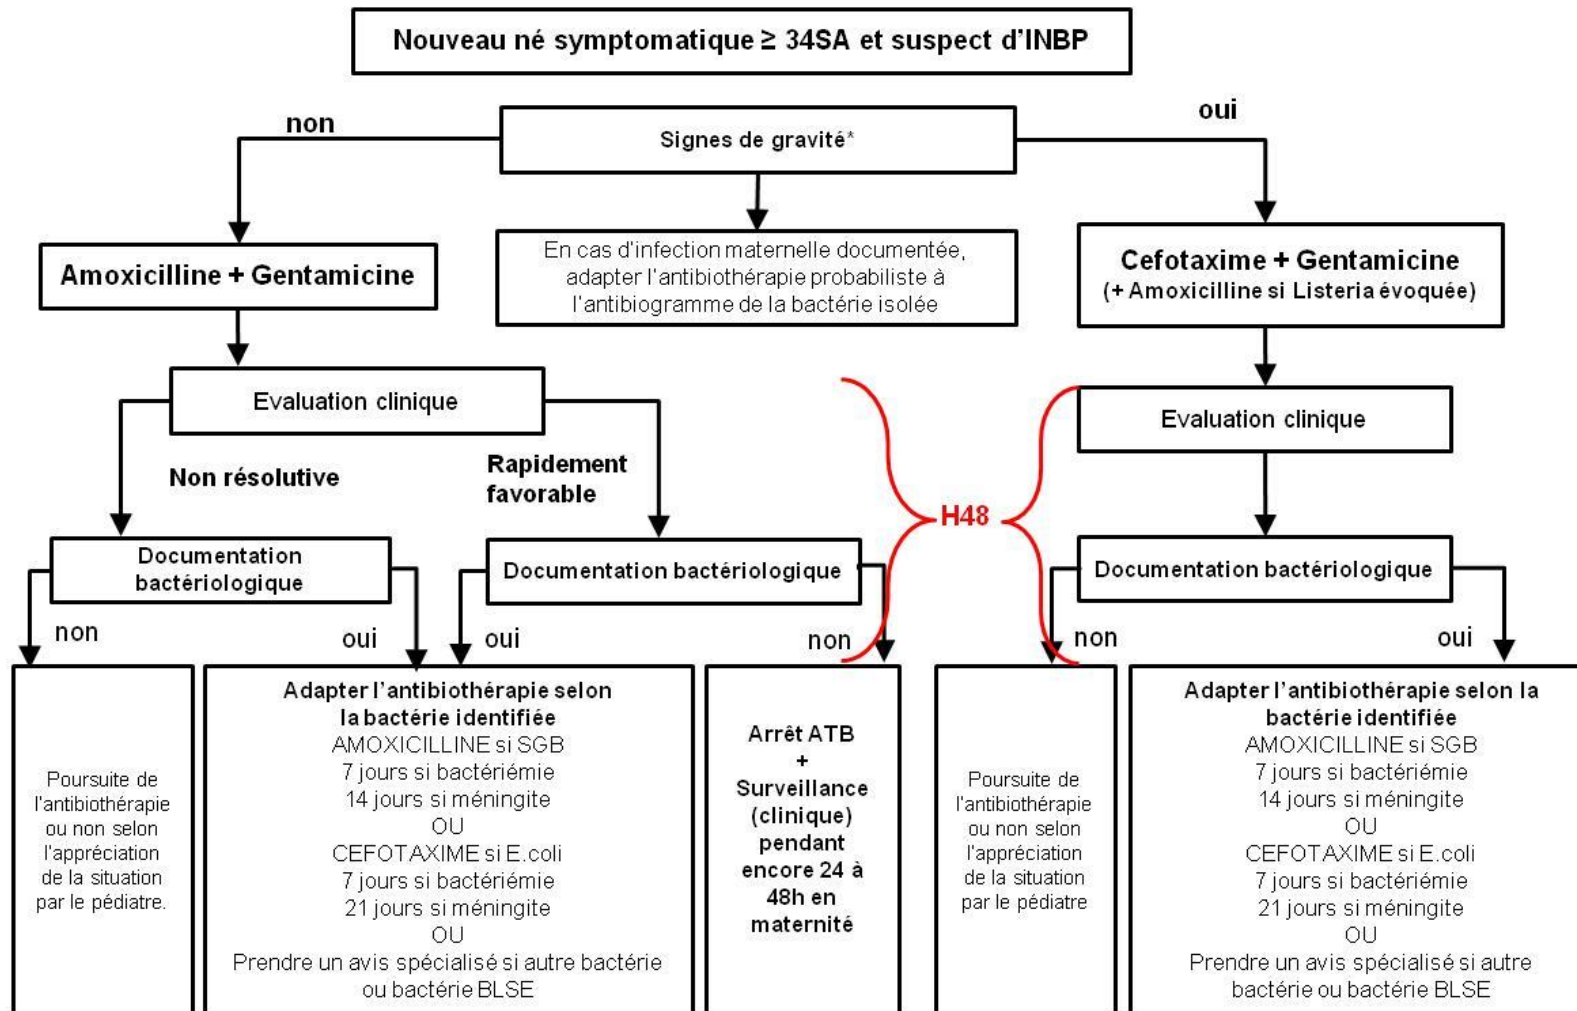 Nouveau né symptomatique ≥ 34SA et suspect d'INBP
non
oui
Signes de gravité*
Amoxicilline + Gentamicine
En cas d'infection maternelle documentée,
adapter l'antibiothérapie probabiliste à
l'antibiogramme de la bactérie isolée
Cefotaxime + Gentamicine
(+ Amoxicilline si Listeria évoquée)
Evaluation clinique
Evaluation clinique
Non résolutive
Rapidement
favorable
H48
Documentation
bactériologique
Documentation bactériologique
Documentation bactériologique
non
oui
oui
non
non
oui
Poursuite de
l'antibiothérapie
ou non selon
l'appréciation
de la situation
par le pédiatre.
Adapter l'antibiothérapie selon
la bactérie identifiée
AMOXICILLINE si SGB
7 jours si bactériémie
14 jours si méningite
OU
CEFOTAXIME si E.coli
7 jours si bactériémie
21 jours si méningite
OU
Prendre un avis spécialisé si autre bactérie
ou bactérie BLSE
Arrêt ATB
+
Surveillance
(clinique)
pendant
encore 24 à
48h en
maternité
Poursuite de
l'antibiothérapie
ou non selon
l'appréciation
de la situation
par le pédiatre
Adapter l'antibiothérapie selon la
bactérie identifiée
AMOXICILLINE si SGB
7 jours si bactériémie
14 jours si méningite
OU
CEFOTAXIME si E.coli
7 jours si bactériémie
21 jours si méningite
OU
Prendre un avis spécialisé si autre
bactérie ou bactérie BLSE